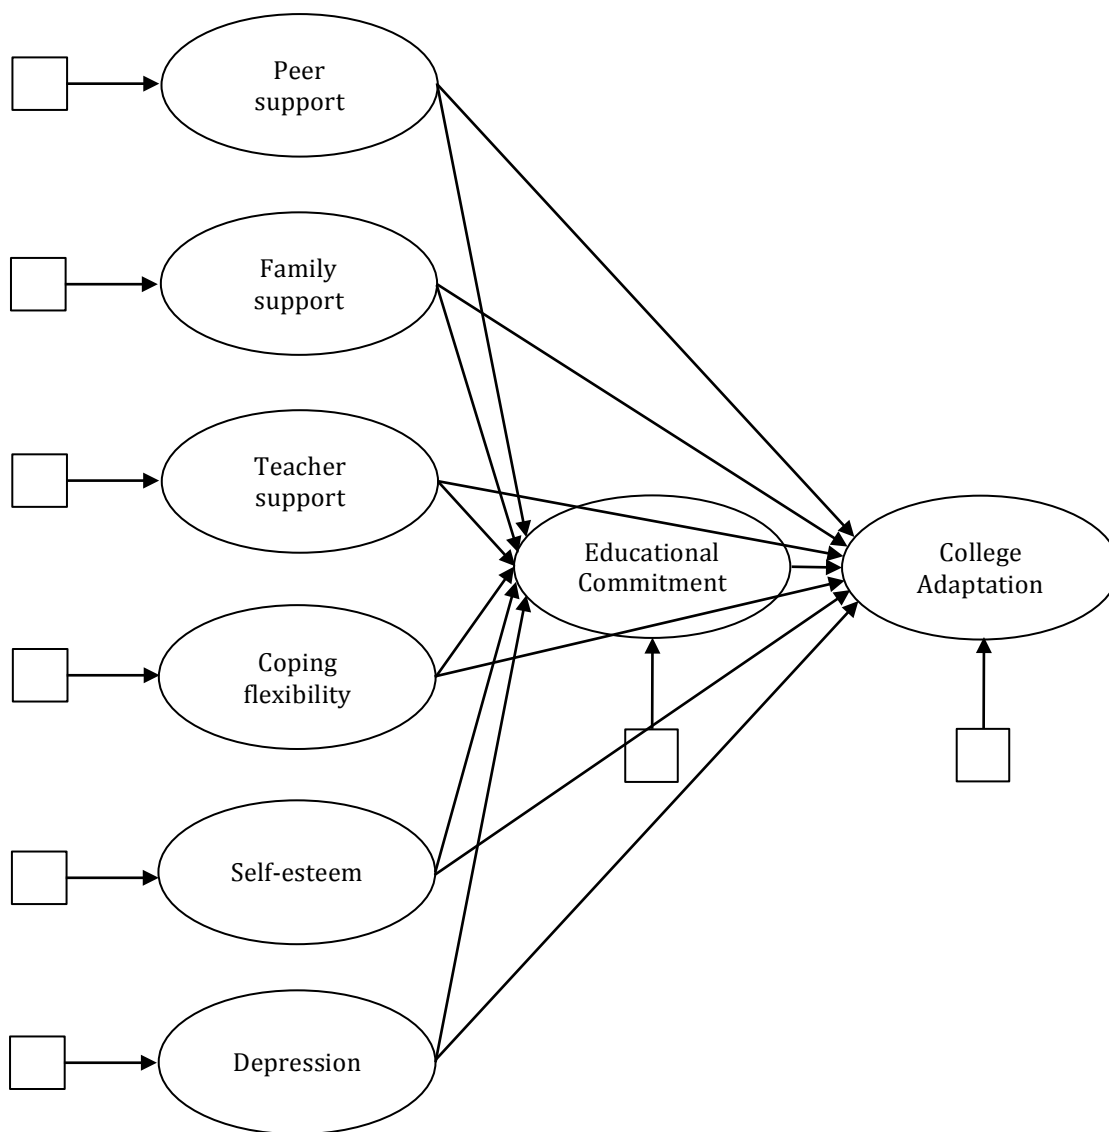 Peer
support
Family
support
Teacher
support
Educational
Commitment
College
Adaptation
Coping
flexibility
Self-esteem
Depression